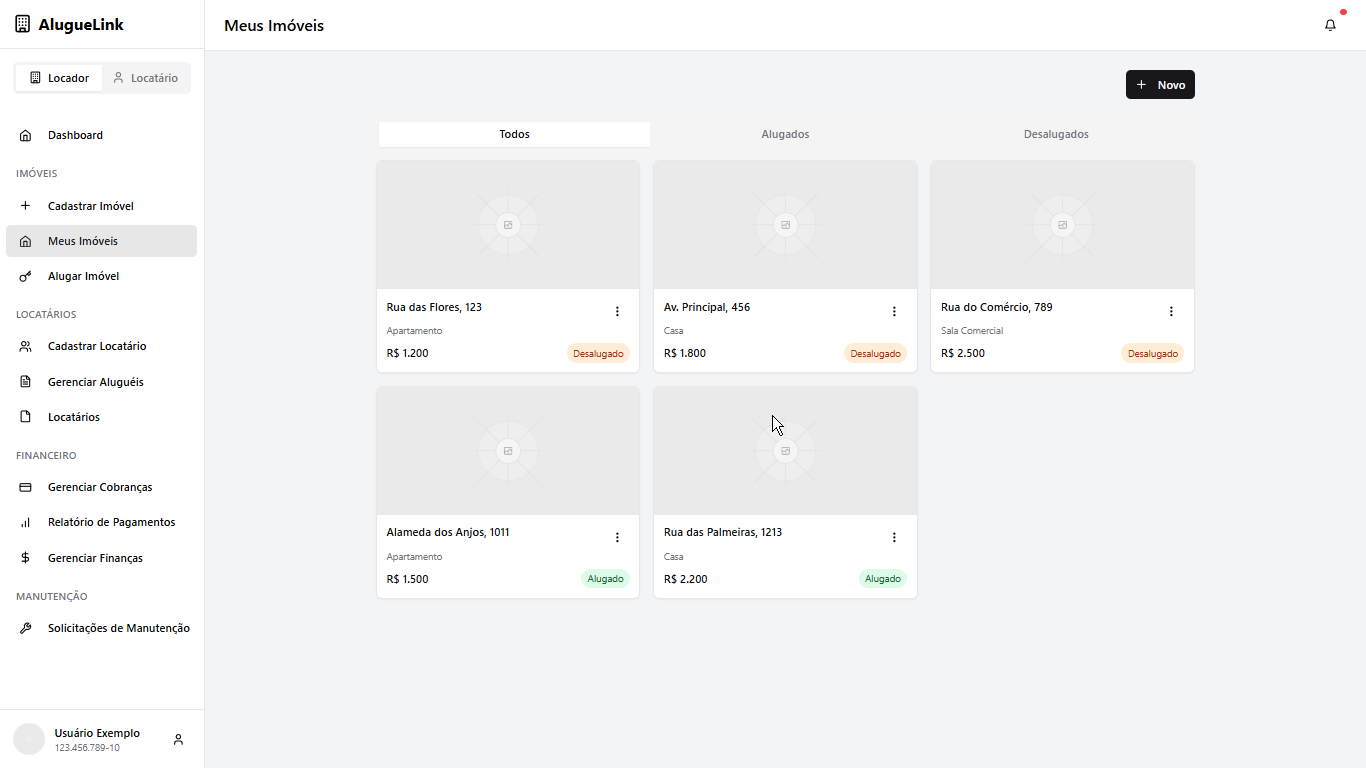 AlugueLink
Locador
Locatário
Dashboard
IMÓVEIS
Cadastrar Imóvel
Meus Imóveis
Alugar Imóvel
LOCATÁRIOS
Cadastrar Locatário
Gerenciar Aluguéis
Locatários
FINANCEIRO
Gerenciar Cobranças
Relatório de Pagamentos
Gerenciar Finanças
MANUTENÇÃO
Solicitações de Manutenção
Usuário Exemplo
123.456.789-10
Meus Imóveis
+ Novo
Todos
Alugados
Desalugados
Rua das Flores, 123
Apartamento
R$ 1.200
Desalugado
Av. Principal, 456
Casa
R$ 1.800
Desalugado
Rua do Comércio, 789
Sala Comercial
R$ 2.500
Desalugado
Alameda dos Anjos, 1011
Apartamento
R$ 1.500
Alugado
Rua das Palmeiras, 1213
Casa
R$ 2.200
Alugado